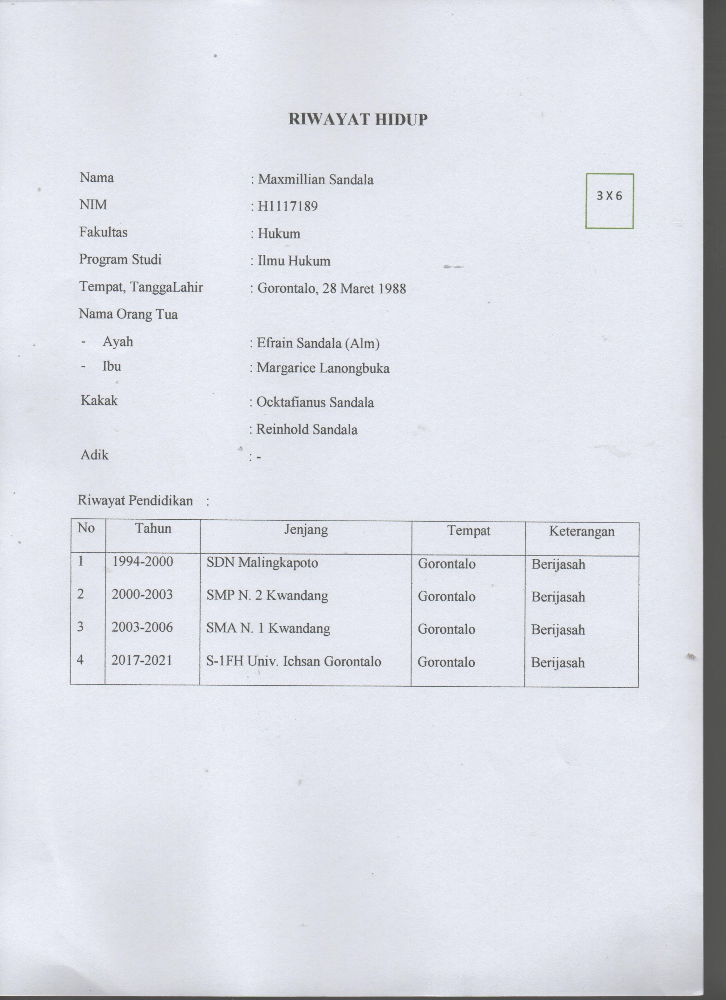 RIWAYAT HIDUP
Nama : Maxmillian Sandala
3 X 6
NIM : H1117189
Fakultas : Hukum
Program Studi : Ilmu Hukum
Tempat, TanggaLahir : Gorontalo, 28 Maret 1988
Nama Orang Tua
- Ayah : Efrain Sandala (Alm)
- Ibu : Margarice Lanongbuka
Kakak : Ocktafianus Sandala
: Reinhold Sandala
Adik : -
Riwayat Pendidikan :
No Tahun Jenjang Tempat Keterangan
1 1994-2000 SDN Malingkapoto Gorontalo Berijasah
2 2000-2003 SMP N. 2 Kwandang Gorontalo Berijasah
3 2003-2006 SMA N. 1 Kwandang Gorontalo Berijasah
4 2017-2021 S-1FH Univ. Ichsan Gorontalo Gorontalo Berijasah